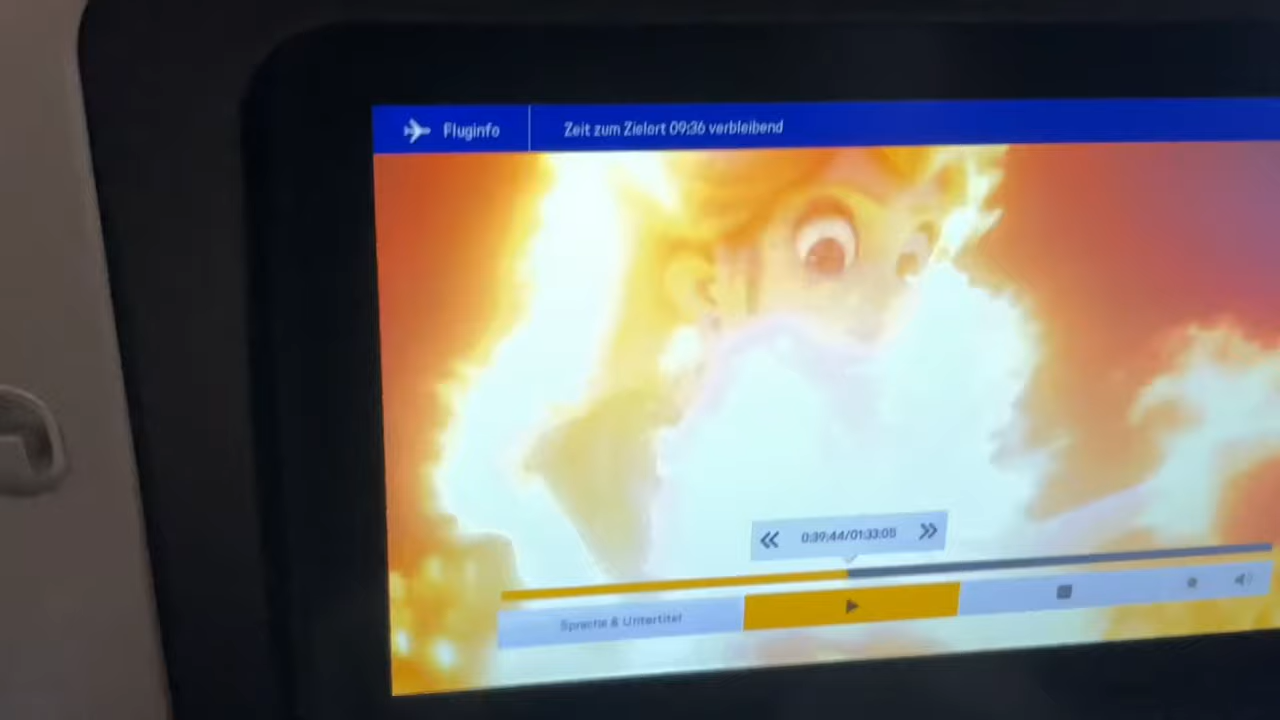 Fluginfo
Zeit zum Zielort 09:36 verbleibend
0:39:44/01:33:05
Sprache & Untertitel